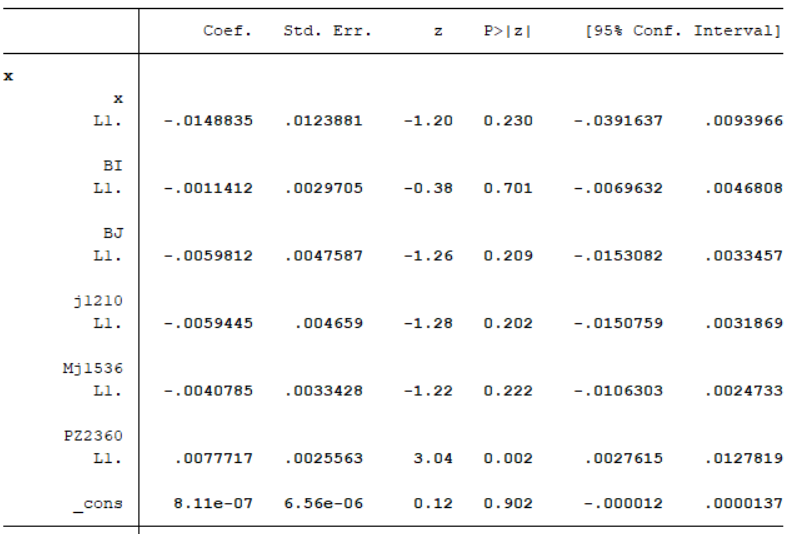 Coef. Std. Err. z P>|z| [95% Conf. Interval]
x
x
L1. -.0148835 .0123881 -1.20 0.230 -.0391637 .0093966
BI
L1. -.0011412 .0029705 -0.38 0.701 -.0069632 .0046808
BJ
L1. -.0059812 .0047587 -1.26 0.209 -.0153082 .0033457
j1210
L1. -.0059445 .004659 -1.28 0.202 -.0150759 .0031869
Mj1536
L1. -.0040785 .0033428 -1.22 0.222 -.0106303 .0024733
PZ2360
L1. .0077717 .0025563 3.04 0.002 .0027615 .0127819
_cons 8.11e-07 6.56e-06 0.12 0.902 -.000012 .0000137